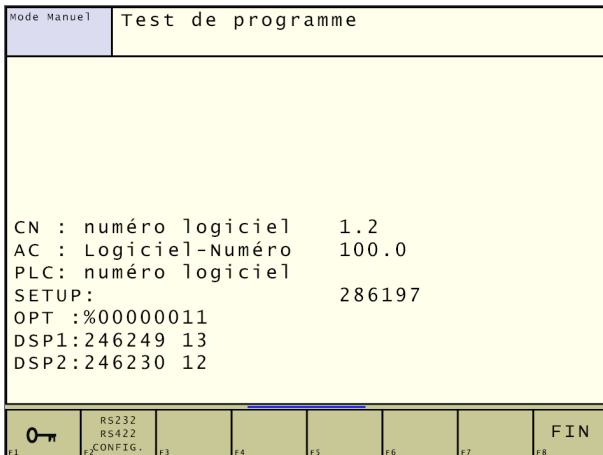 Mode Manuel
Test de programme
CN : numéro logiciel 1.2
AC : Logiciel-Numéro 100.0
PLC: numéro logiciel
SETUP: 286197
OPT :%00000011
DSP1:246249 13
DSP2:246230 12
RS232
RS422
CONFIG.
FIN
F1 F2 F3 F4 F5 F6 F7 F8